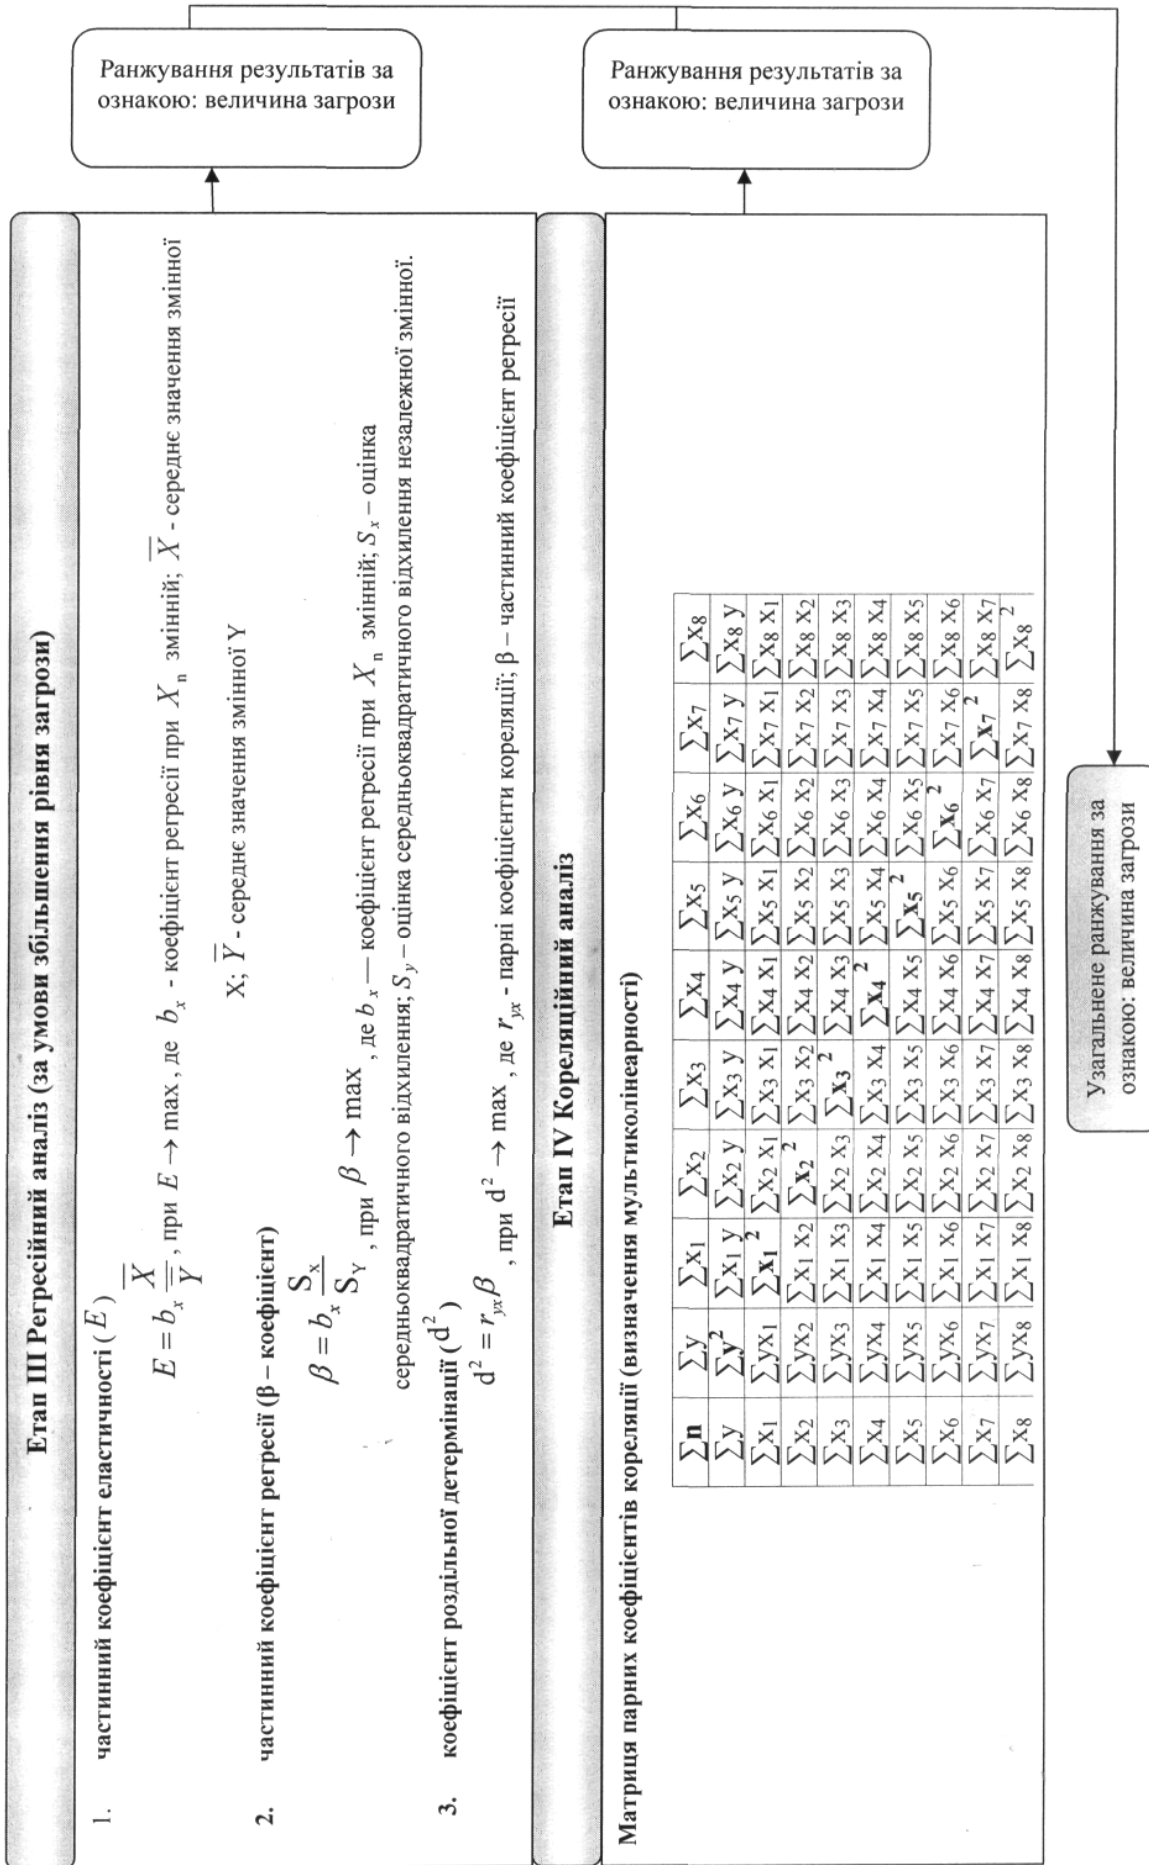 Ранжування результатів за
ознакою: величина загрози
Ранжування результатів за
ознакою: величина загрози
Етап III Регресійний аналіз (за умови збільшення рівня загрози)
1. частинний коефіцієнт еластичності ( E )
E = b_x X̅ / Y̅ , при E → max , де b_x - коефіцієнт регресії при X_n змінній; X̅ - середнє значення змінної
X; Y̅ - середнє значення змінної Y
2. частинний коефіцієнт регресії (β – коефіцієнт)
β = b_x S_x / S_Y , при β → max , де b_x — коефіцієнт регресії при X_n змінній; S_x – оцінка
середньоквадратичного відхилення; S_y – оцінка середньоквадратичного відхилення незалежної змінної.
3. коефіцієнт роздільної детермінації ( d² )
d² = r_yx β , при d² → max , де r_yx - парні коефіцієнти кореляції; β – частинний коефіцієнт регресії
Етап IV Кореляційний аналіз
Матриця парних коефіцієнтів кореляції (визначення мультиколінеарності)
∑n ∑y ∑x₁ ∑x₂ ∑x₃ ∑x₄ ∑x₅ ∑x₆ ∑x₇ ∑x₈
∑y ∑y² ∑x₁ y ∑x₂ y ∑x₃ y ∑x₄ y ∑x₅ y ∑x₆ y ∑x₇ y ∑x₈ y
∑x₁ ∑yx₁ ∑x₁² ∑x₂ x₁ ∑x₃ x₁ ∑x₄ x₁ ∑x₅ x₁ ∑x₆ x₁ ∑x₇ x₁ ∑x₈ x₁
∑x₂ ∑yx₂ ∑x₁ x₂ ∑x₂² ∑x₃ x₂ ∑x₄ x₂ ∑x₅ x₂ ∑x₆ x₂ ∑x₇ x₂ ∑x₈ x₂
∑x₃ ∑yx₃ ∑x₁ x₃ ∑x₂ x₃ ∑x₃² ∑x₄ x₃ ∑x₅ x₃ ∑x₆ x₃ ∑x₇ x₃ ∑x₈ x₃
∑x₄ ∑yx₄ ∑x₁ x₄ ∑x₂ x₄ ∑x₃ x₄ ∑x₄² ∑x₅ x₄ ∑x₆ x₄ ∑x₇ x₄ ∑x₈ x₄
∑x₅ ∑yx₅ ∑x₁ x₅ ∑x₂ x₅ ∑x₃ x₅ ∑x₄ x₅ ∑x₅² ∑x₆ x₅ ∑x₇ x₅ ∑x₈ x₅
∑x₆ ∑yx₆ ∑x₁ x₆ ∑x₂ x₆ ∑x₃ x₆ ∑x₄ x₆ ∑x₅ x₆ ∑x₆² ∑x₇ x₆ ∑x₈ x₆
∑x₇ ∑yx₇ ∑x₁ x₇ ∑x₂ x₇ ∑x₃ x₇ ∑x₄ x₇ ∑x₅ x₇ ∑x₆ x₇ ∑x₇² ∑x₈ x₇
∑x₈ ∑yx₈ ∑x₁ x₈ ∑x₂ x₈ ∑x₃ x₈ ∑x₄ x₈ ∑x₅ x₈ ∑x₆ x₈ ∑x₇ x₈ ∑x₈²
Узагальнене ранжування за
ознакою: величина загрози